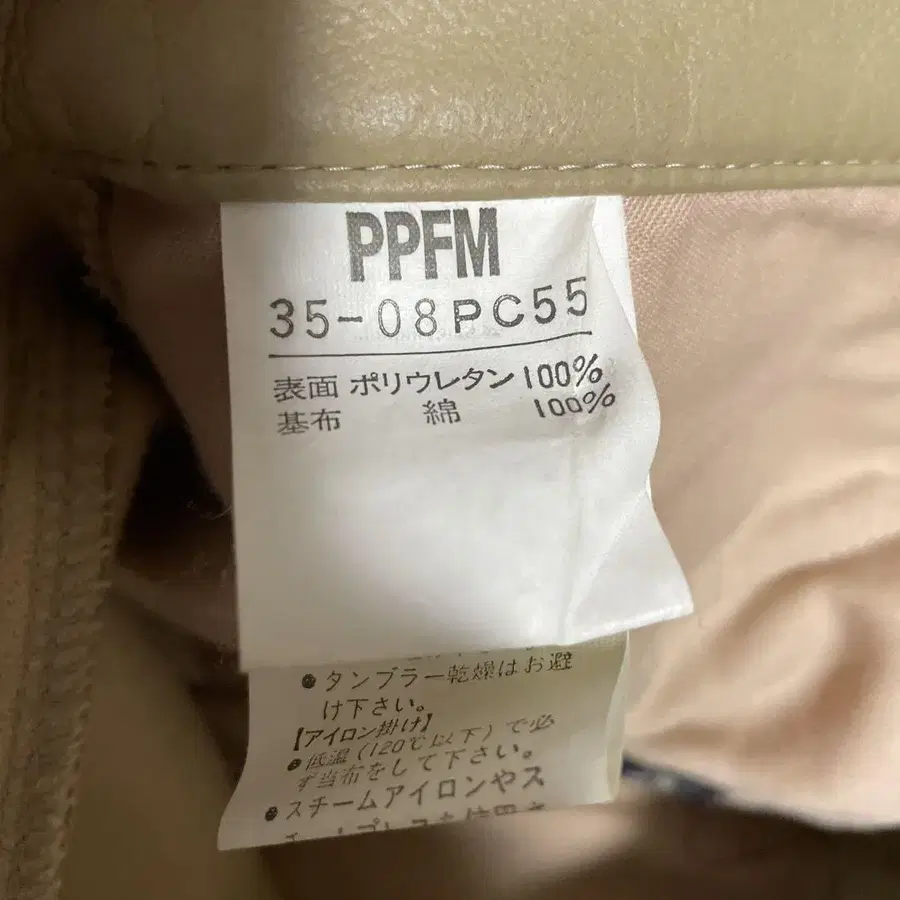 PPFM
35-08PC55
表面 ポリウレタン 100%
基布 綿 100%
● タンブラー乾燥はお避
け下さい。
【アイロン掛け】
● 低温(120℃以下)で必
ず当布をして下さい。
● スチームアイロンやス